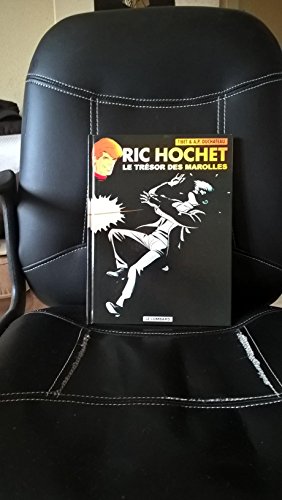 TIBET & A.P. DUCHATEAU
RIC HOCHET
LE TRÉSOR DES MAROLLES
LE LOMBARD